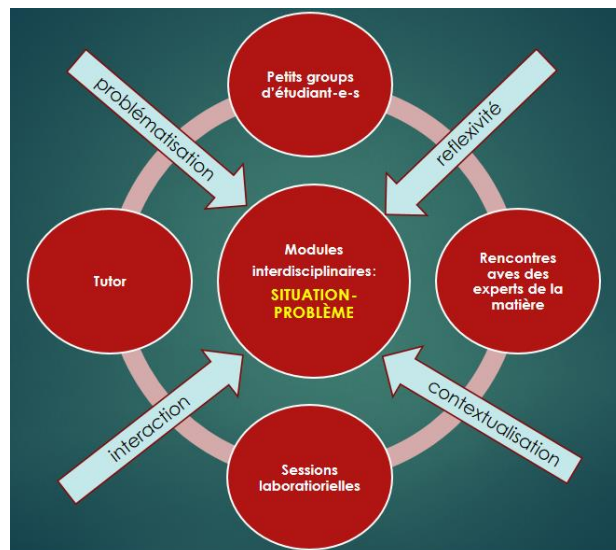 Petits groups
d'étudiant-e-s
problématisation
reflexivité
Tutor
Modules
interdisciplinaires:
SITUATION-
PROBLÈME
Rencontres
aves des
experts de la
matière
interaction
contextualisation
Sessions
laboratiorielles